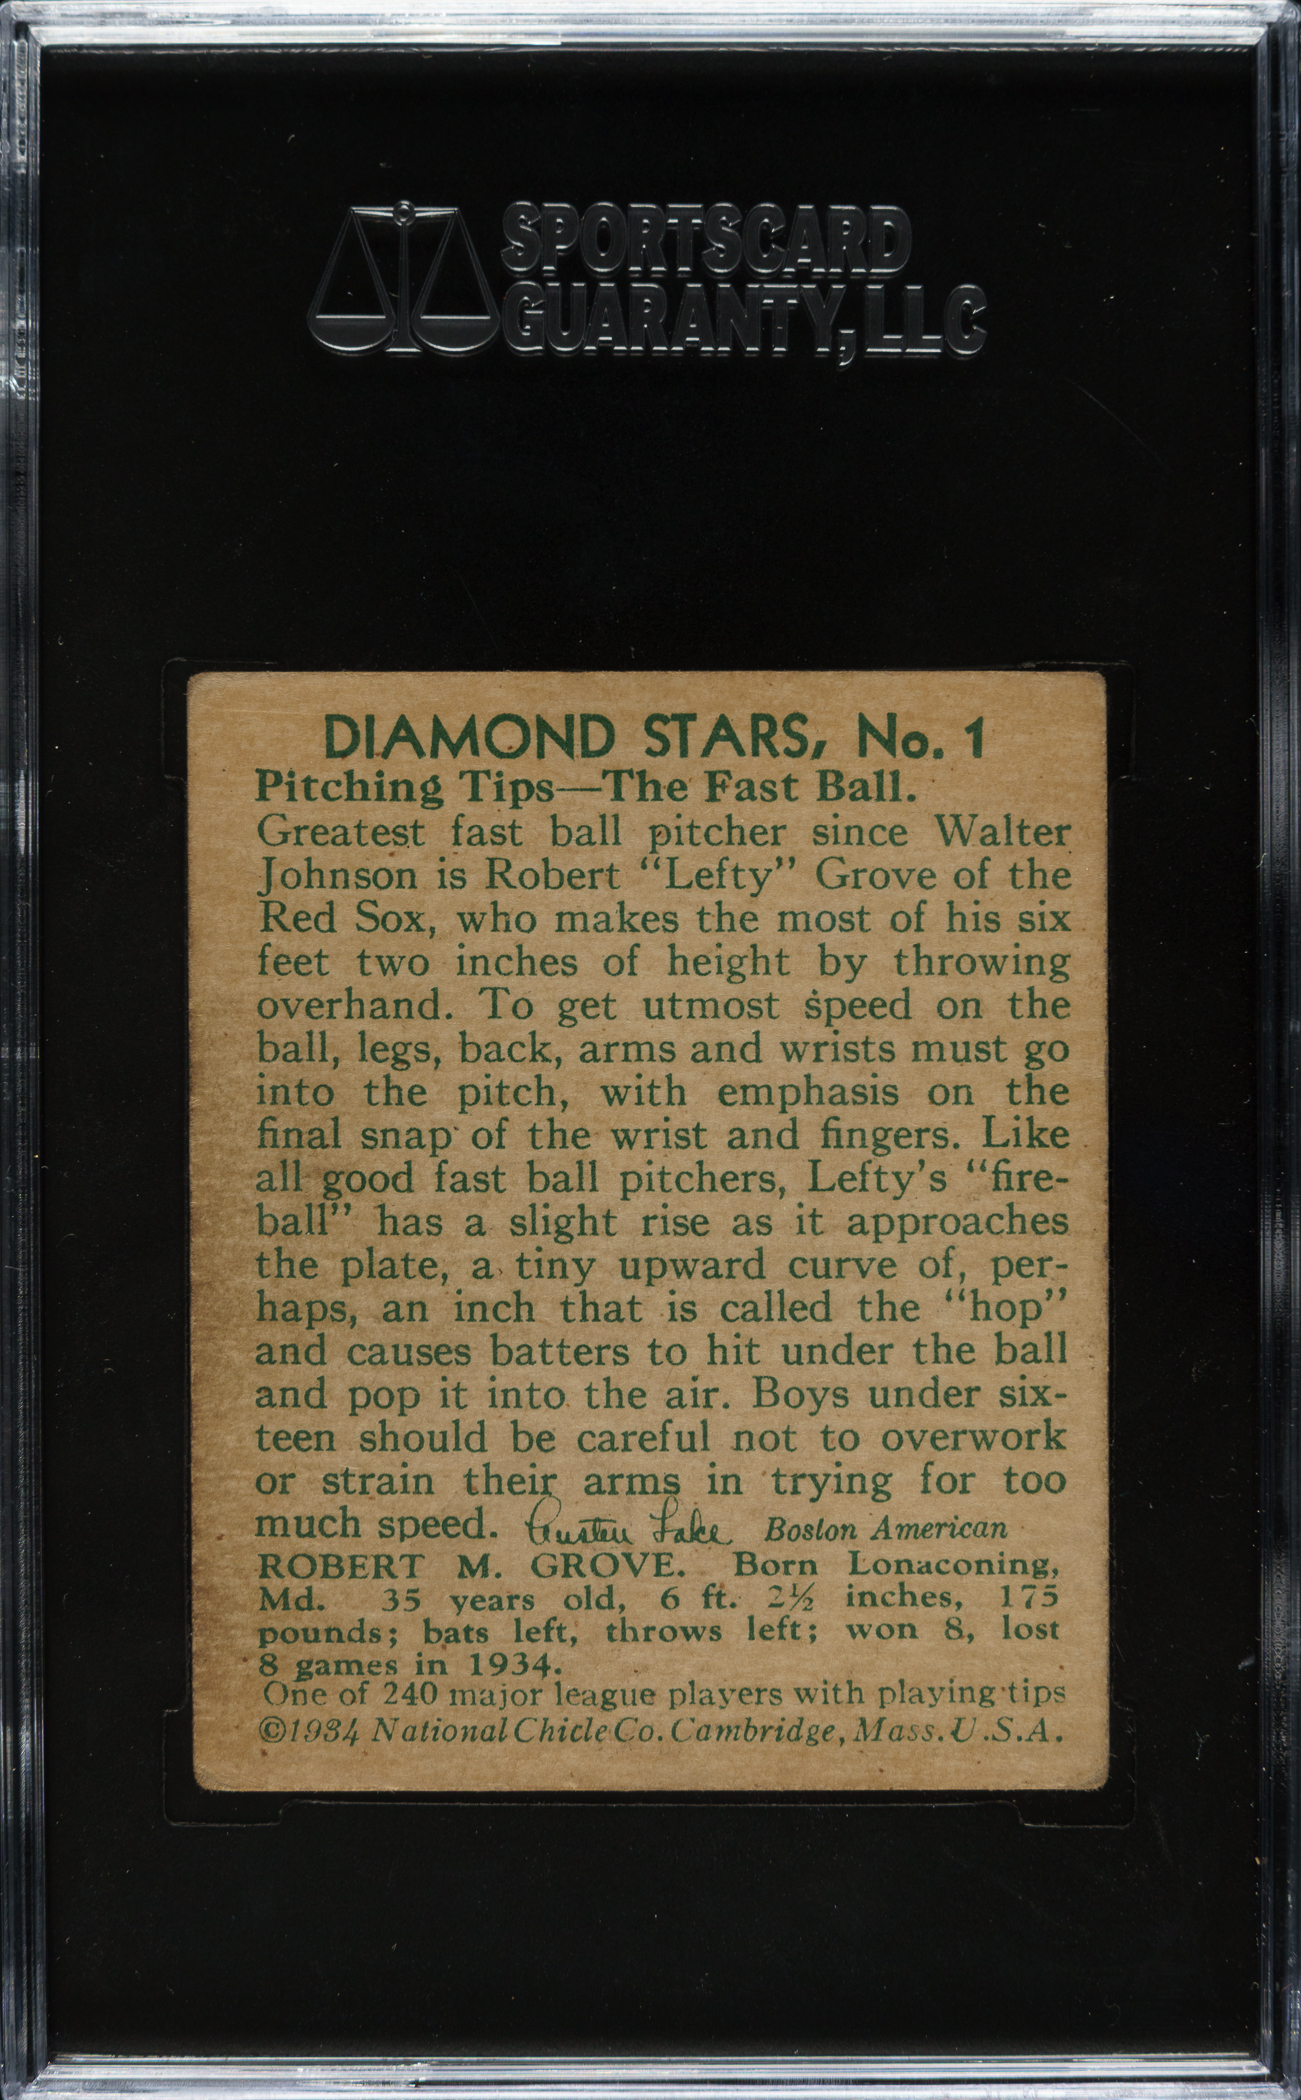 SPORTSCARD
GUARANTY, LLC
DIAMOND STARS, No. 1
Pitching Tips—The Fast Ball.
Greatest fast ball pitcher since Walter
Johnson is Robert “Lefty” Grove of the
Red Sox, who makes the most of his six
feet two inches of height by throwing
overhand. To get utmost speed on the
ball, legs, back, arms and wrists must go
into the pitch, with emphasis on the
final snap of the wrist and fingers. Like
all good fast ball pitchers, Lefty’s “fire-
ball” has a slight rise as it approaches
the plate, a tiny upward curve of, per-
haps, an inch that is called the “hop”
and causes batters to hit under the ball
and pop it into the air. Boys under six-
teen should be careful not to overwork
or strain their arms in trying for too
much speed. Austen Lake Boston American
ROBERT M. GROVE. Born Lonaconing,
Md. 35 years old, 6 ft. 2½ inches, 175
pounds; bats left, throws left; won 8, lost
8 games in 1934.
One of 240 major league players with playing tips
©1934 National Chicle Co. Cambridge, Mass. U.S.A.